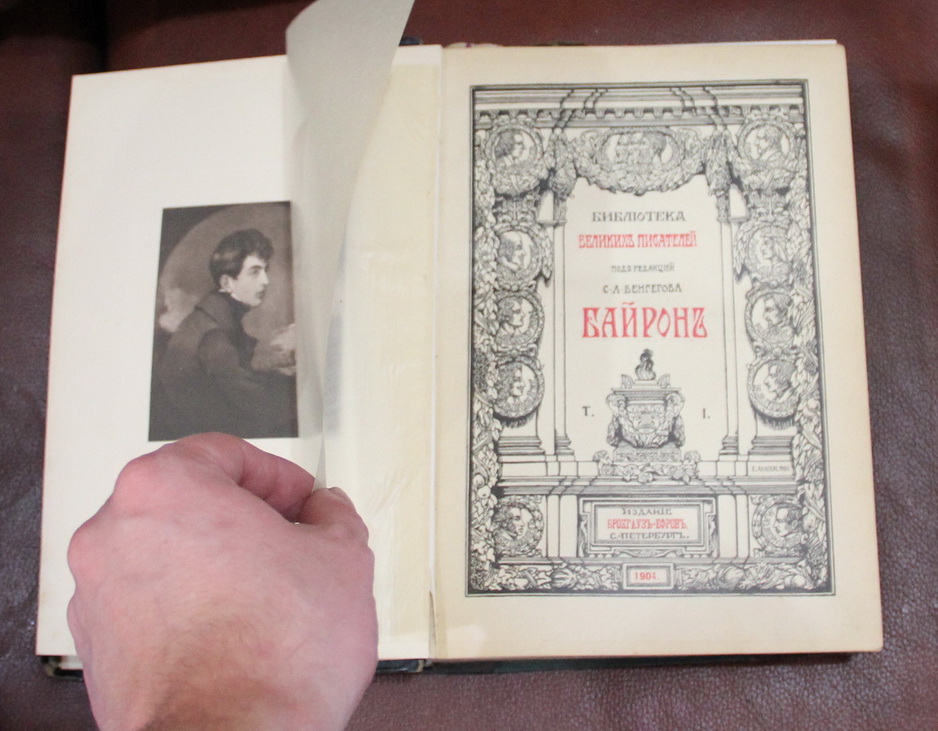 БИБЛІОТЕКА
ВЕЛИКИХЪ ПИСАТЕЛЕЙ
ПОДЪ РЕДАКЦІЕЙ
С·А·ВЕНГЕРОВА
БАЙРОНЪ
Т. I.
ИЗДАНІЕ
БРОКГАУЗЪ-ЕФРОНЪ,
С.-ПЕТЕРБУРГЪ.
1904.